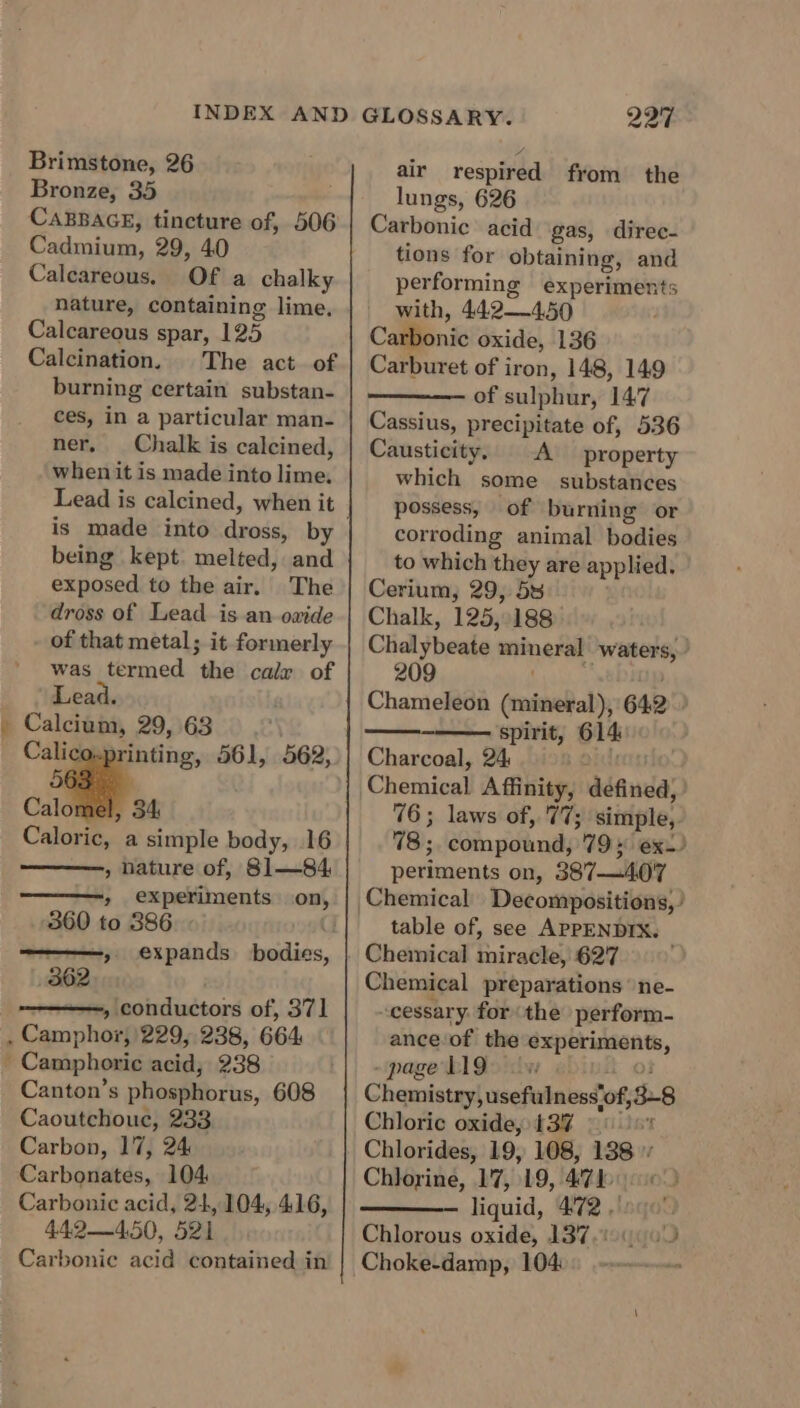 INDEX AND GLOSSARY. 227
Brimstone, 26
Bronze, 35
CABBAGE, tincture of, 506
Cadmium, 29, 40
Calcareous. Of a chalky
nature, containing lime.
Calcareous spar, 125
Calcination. The act of
burning certain substan-
ces, in a particular man-
ner. Chalk is calcined,
when it is made into lime.
Lead is calcined, when it
is made into dross, by
being kept melted, and
exposed to the air. The
dross of Lead is an oxide
of that metal; it formerly
was termed the calx of
Lead.
Calcium, 29, 63
Calico-printing, 561, 562,
563
Calomel, 34
Caloric, a simple body, 16
———, nature of, 81—84
———, experiments on,
360 to 386
———, expands bodies,
362
———, conductors of, 371
Camphor, 229, 238, 664
Camphoric acid, 238
Canton's phosphorus, 608
Caoutchouc, 233
Carbon, 17, 24
Carbonates, 104
Carbonic acid, 24, 104, 416,
442—450, 521
Carbonic acid contained in
air respired from the
lungs, 626
Carbonic acid gas, direc-
tions for obtaining, and
performing experiments
with, 442—450
Carbonic oxide, 136
Carburet of iron, 148, 149
——— of sulphur, 147
Cassius, precipitate of, 536
Causticity. A property
which some substances
possess, of burning or
corroding animal bodies
to which they are applied.
Cerium, 29,
Chalk, 125, 188
Chalybeate mineral waters,
209
Chameleon (mineral), 642
——— spirit, 614
Charcoal, 24
Chemical Affinity, defined,
76; laws of, 77; simple,
78; compound, 79; ex-
periments on, 387—407
Chemical Decompositions,
table of, see APPENDIX.
Chemical miracle, 627
Chemical preparations ne-
cessary for the perform-
ance of the experiments,
page 119
Chemistry, usefulness of, 3-8
Chloric oxide, 137
Chlorides, 19, 108, 138
Chlorine, 17, 19, 471
——— liquid, 472
Chlorous oxide, 137
Choke-damp, 104